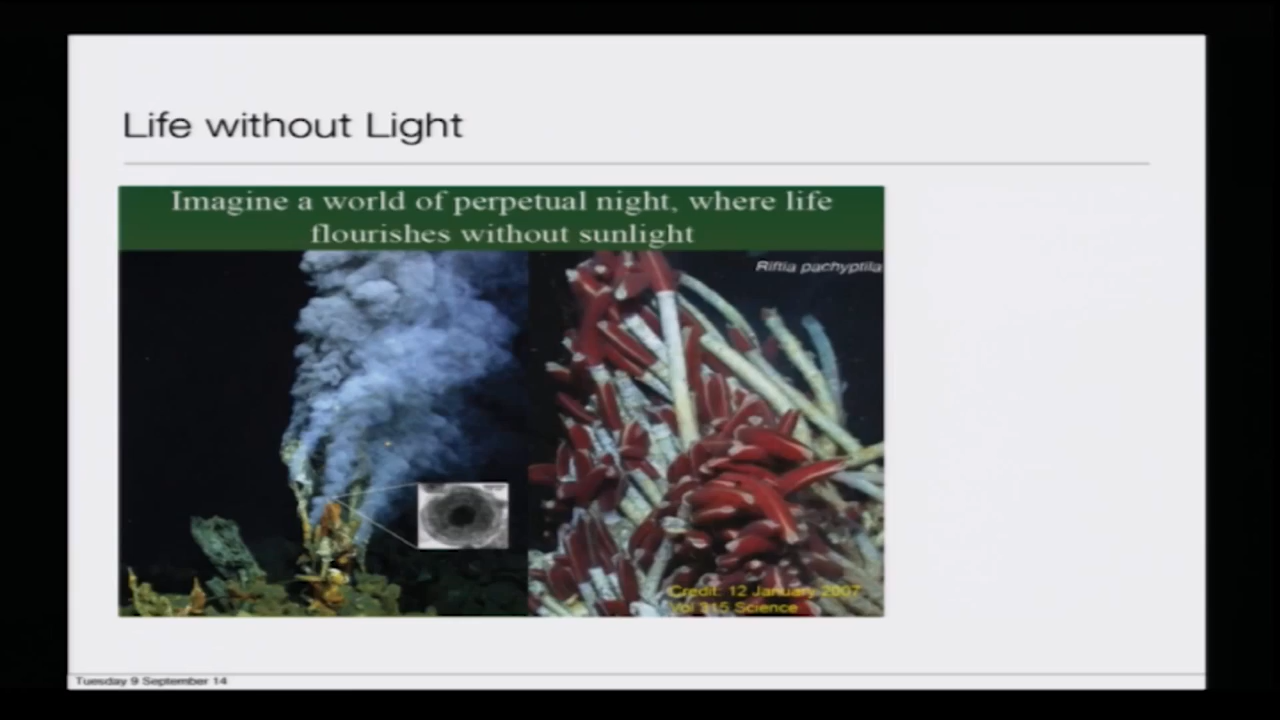 Life without Light
Imagine a world of perpetual night, where life
flourishes without sunlight
Riftia pachyptila
Credit: 12 January 2007
Vol 315 Science
Tuesday 9 September 14